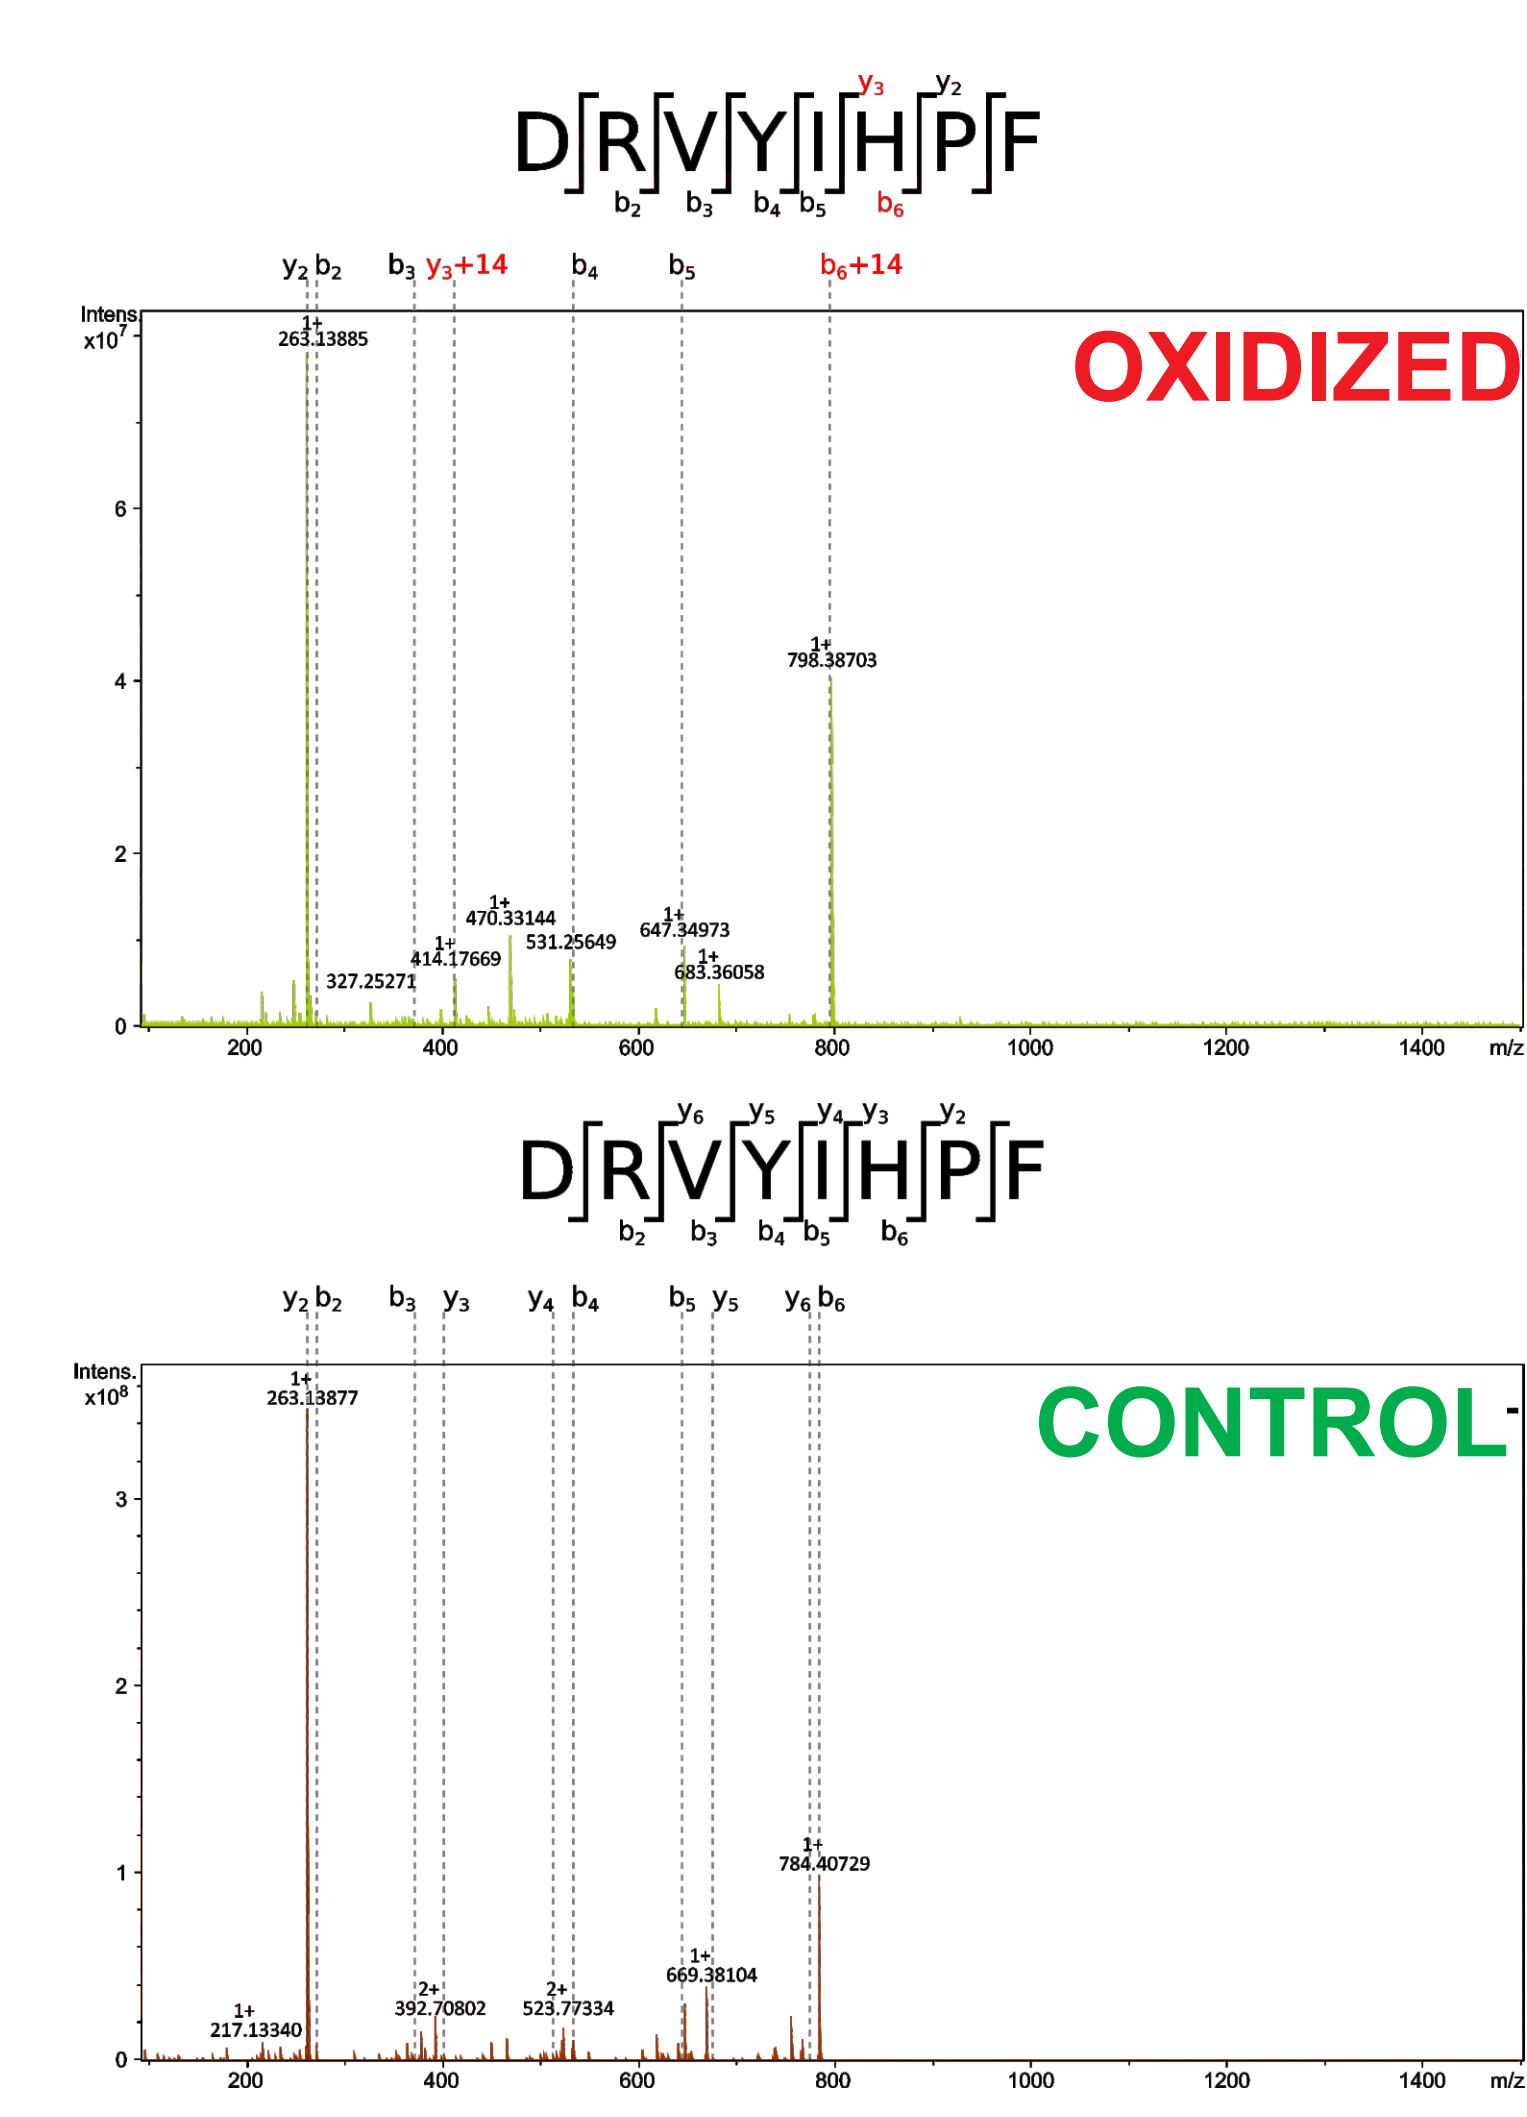 y₃ y₂
DRVYIHPF
b₂ b₃ b₄ b₅ b₆
y₂ b₂ b₃ y₃+14 b₄ b₅ b₆+14
Intens.
x10⁷
OXIDIZED
1+
263.13885
6
1+
798.38703
4
2
1+
470.33144
1+
647.34973
531.25649
1+
414.17669
1+
683.36058
327.25271
0
200 400 600 800 1000 1200 1400 m/z
y₆ y₅ y₄ y₃ y₂
DRVYIHPF
b₂ b₃ b₄ b₅ b₆
y₂ b₂ b₃ y₃ y₄ b₄ b₅ y₅ y₆ b₆
Intens.
x10⁸
CONTROL-
1+
263.13877
3
2
1+
784.40729
1
1+
669.38104
2+
392.70802
2+
523.77334
1+
217.13340
0
200 400 600 800 1000 1200 1400 m/z